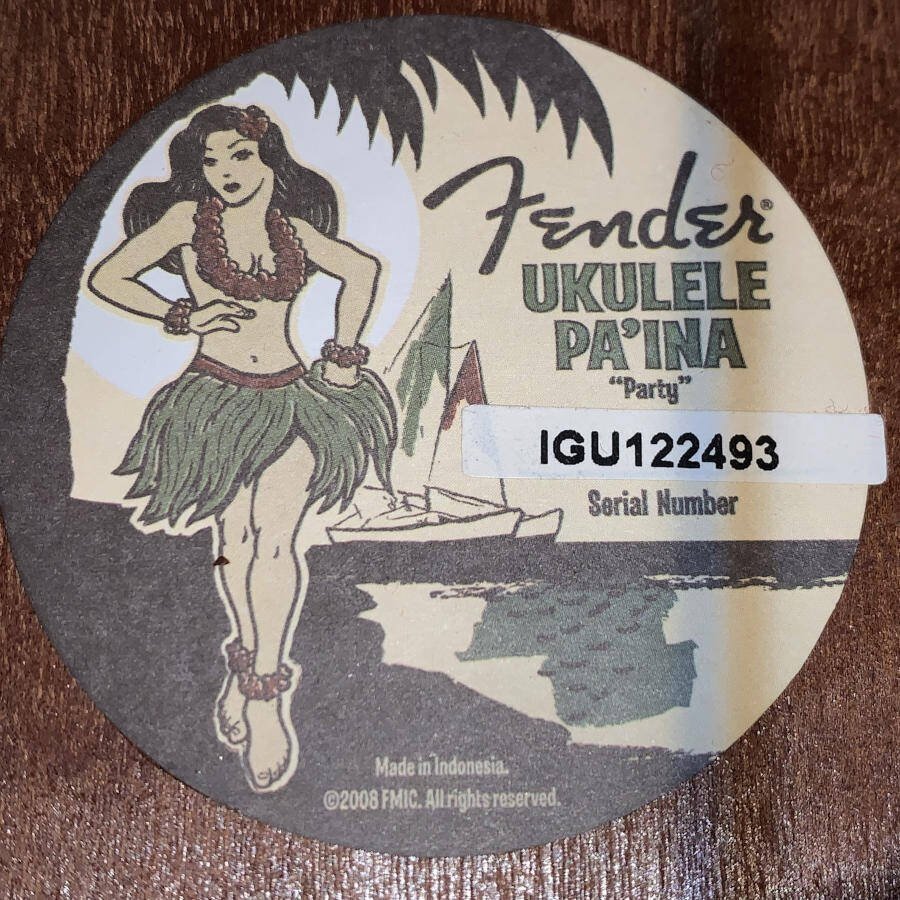 Fender®
UKULELE
PA'INA
"Party"
IGU122493
Serial Number
Made in Indonesia.
©2008 FMIC. All rights reserved.